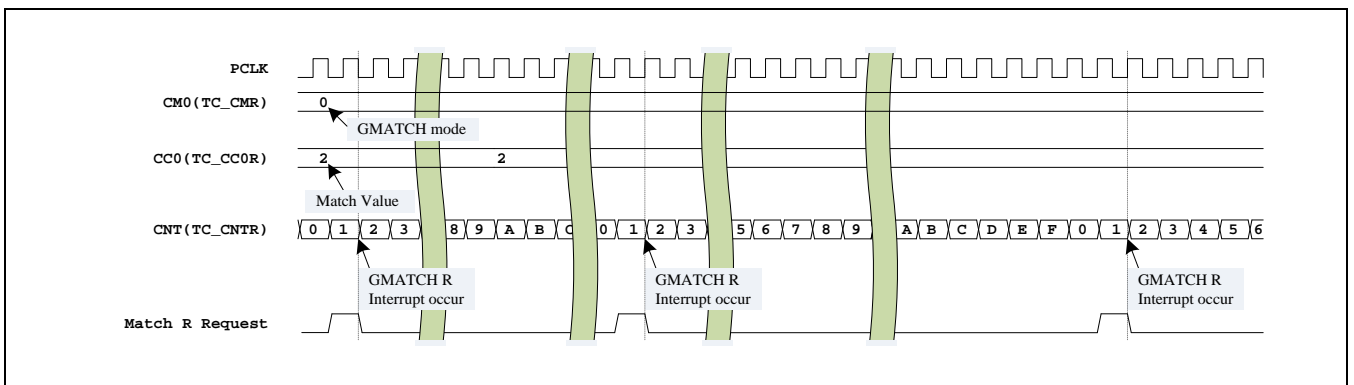 PCLK
CM0(TC_CMR)
0
GMATCH mode
CC0(TC_CC0R)
2
2
Match Value
CNT(TC_CNTR)
0 1 2 3 8 9 A B C 0 1 2 3 5 6 7 8 9 A B C D E F 0 1 2 3 4 5 6
GMATCH R
Interrupt occur
GMATCH R
Interrupt occur
GMATCH R
Interrupt occur
Match R Request